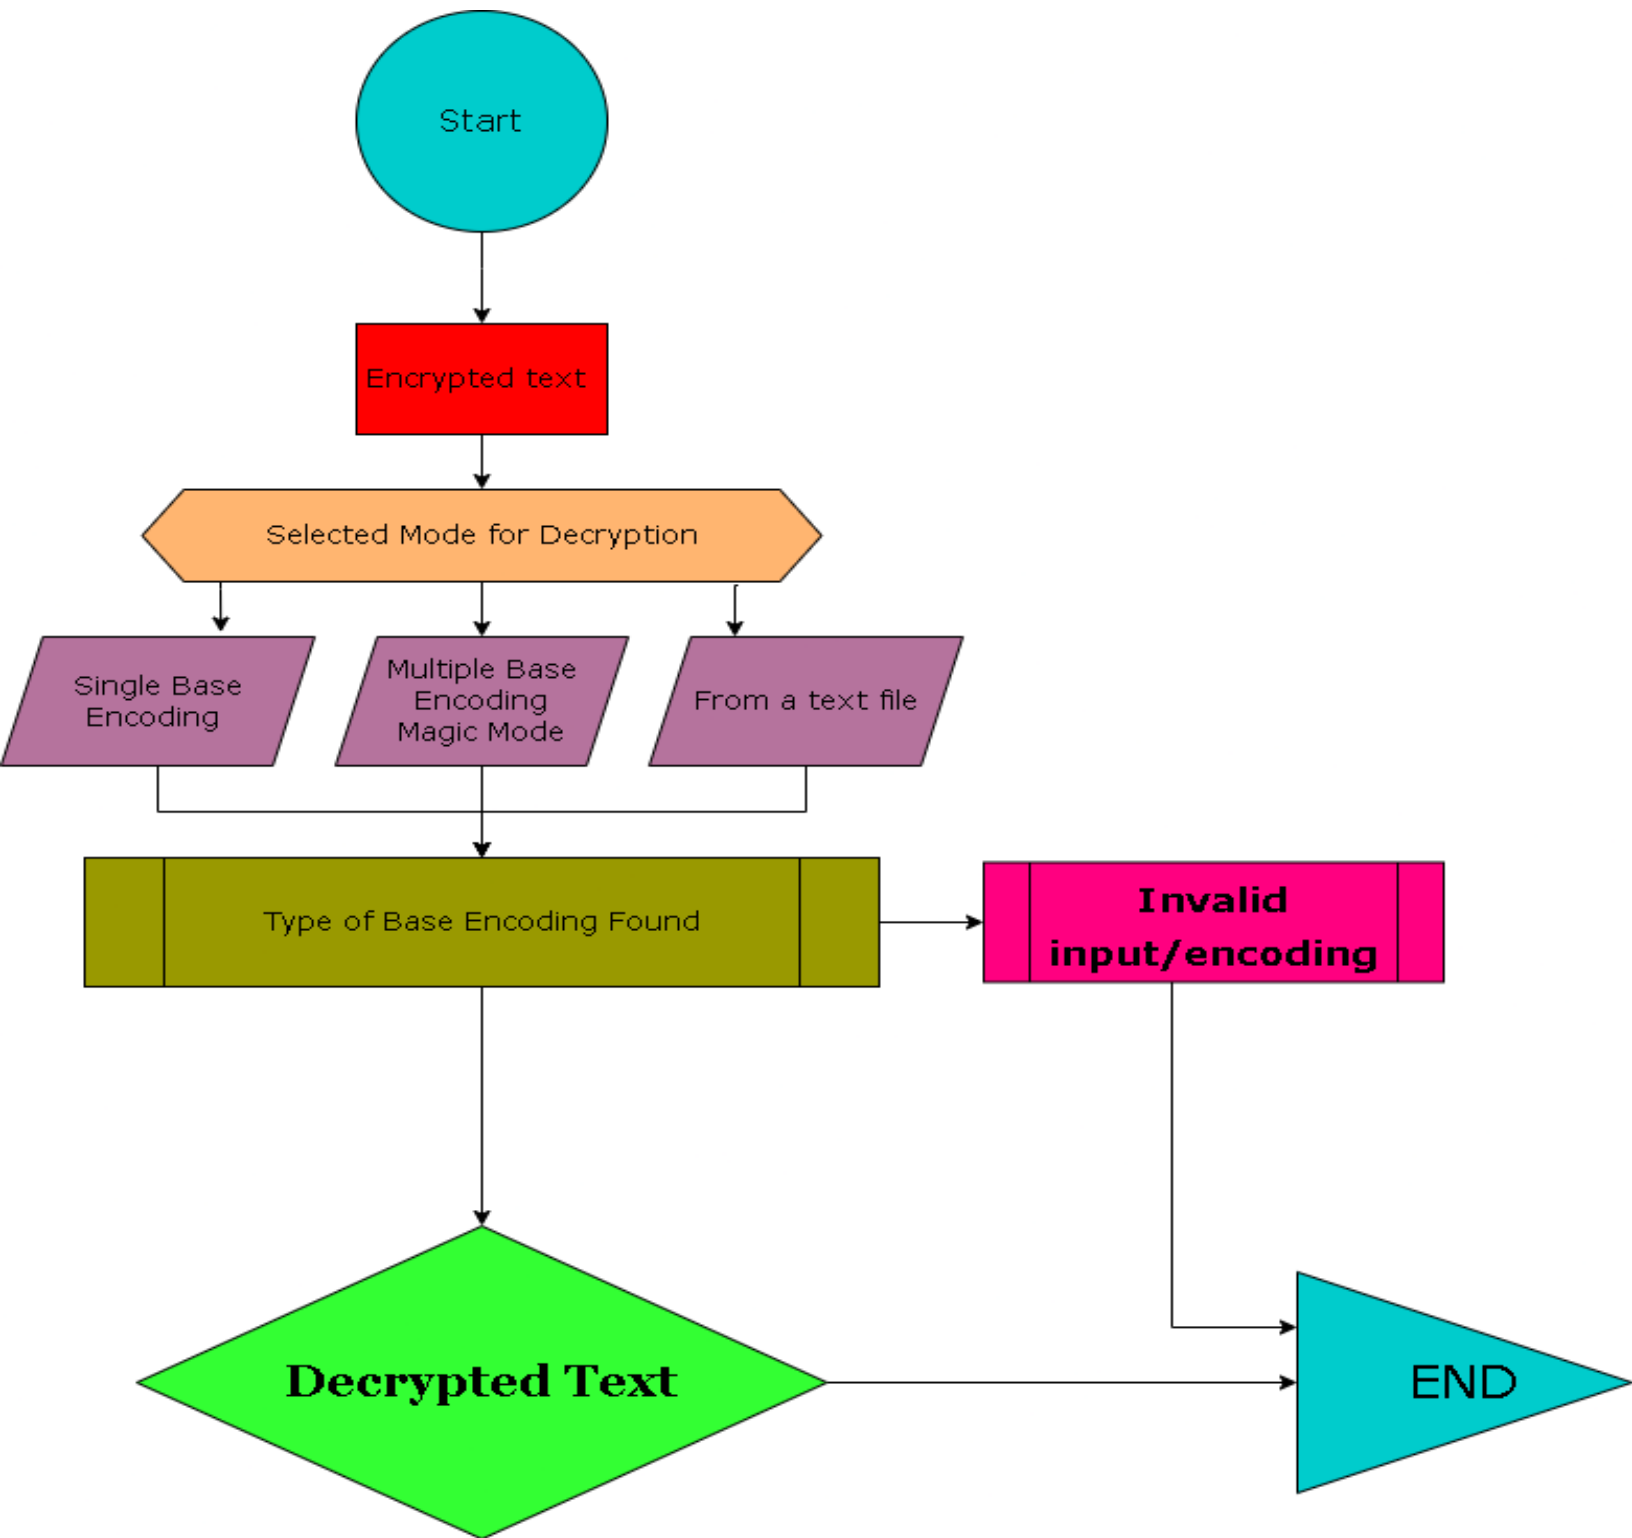 Start
Encrypted text
Selected Mode for Decryption
Single Base
Encoding
Multiple Base
Encoding
Magic Mode
From a text file
Type of Base Encoding Found
Invalid
input/encoding
Decrypted Text
END